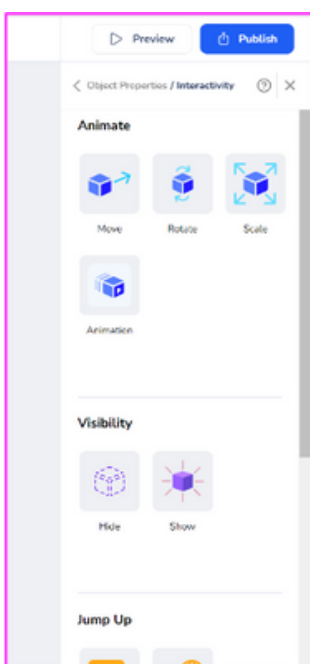 Preview Publish
Object Properties / Interactivity
Animate
Move Rotate Scale
Animation
Visibility
Hide Show
Jump Up